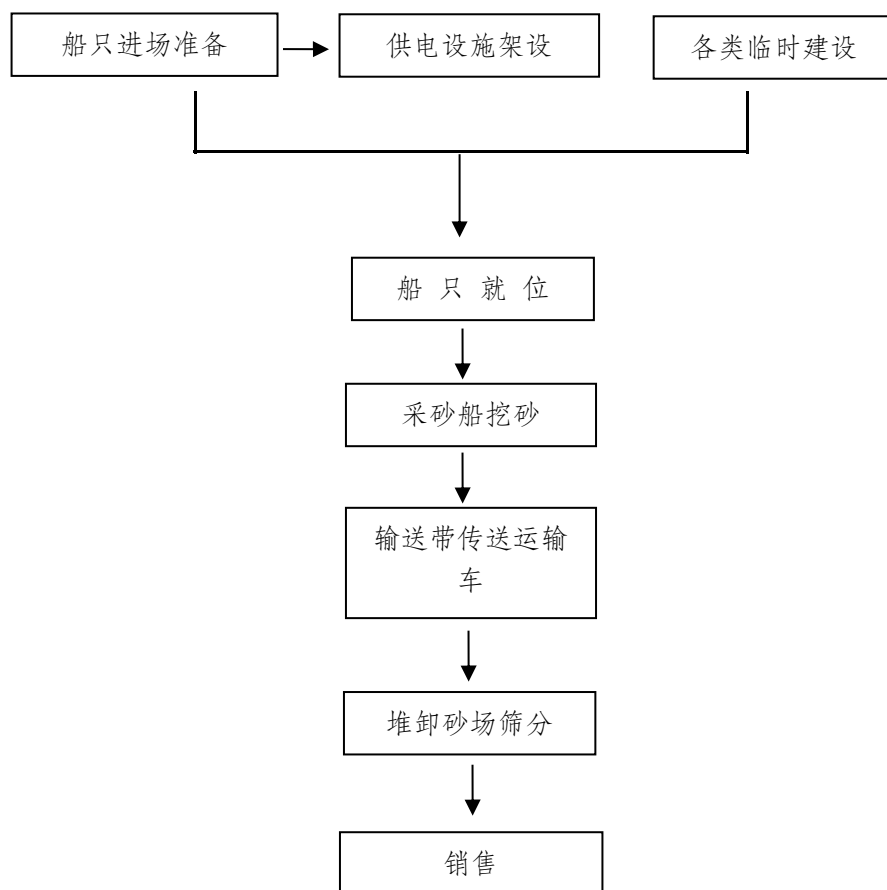 船只进场准备
供电设施架设
各类临时建设
船 只 就 位
采砂船挖砂
输送带传送运输
车
堆卸砂场筛分
销售